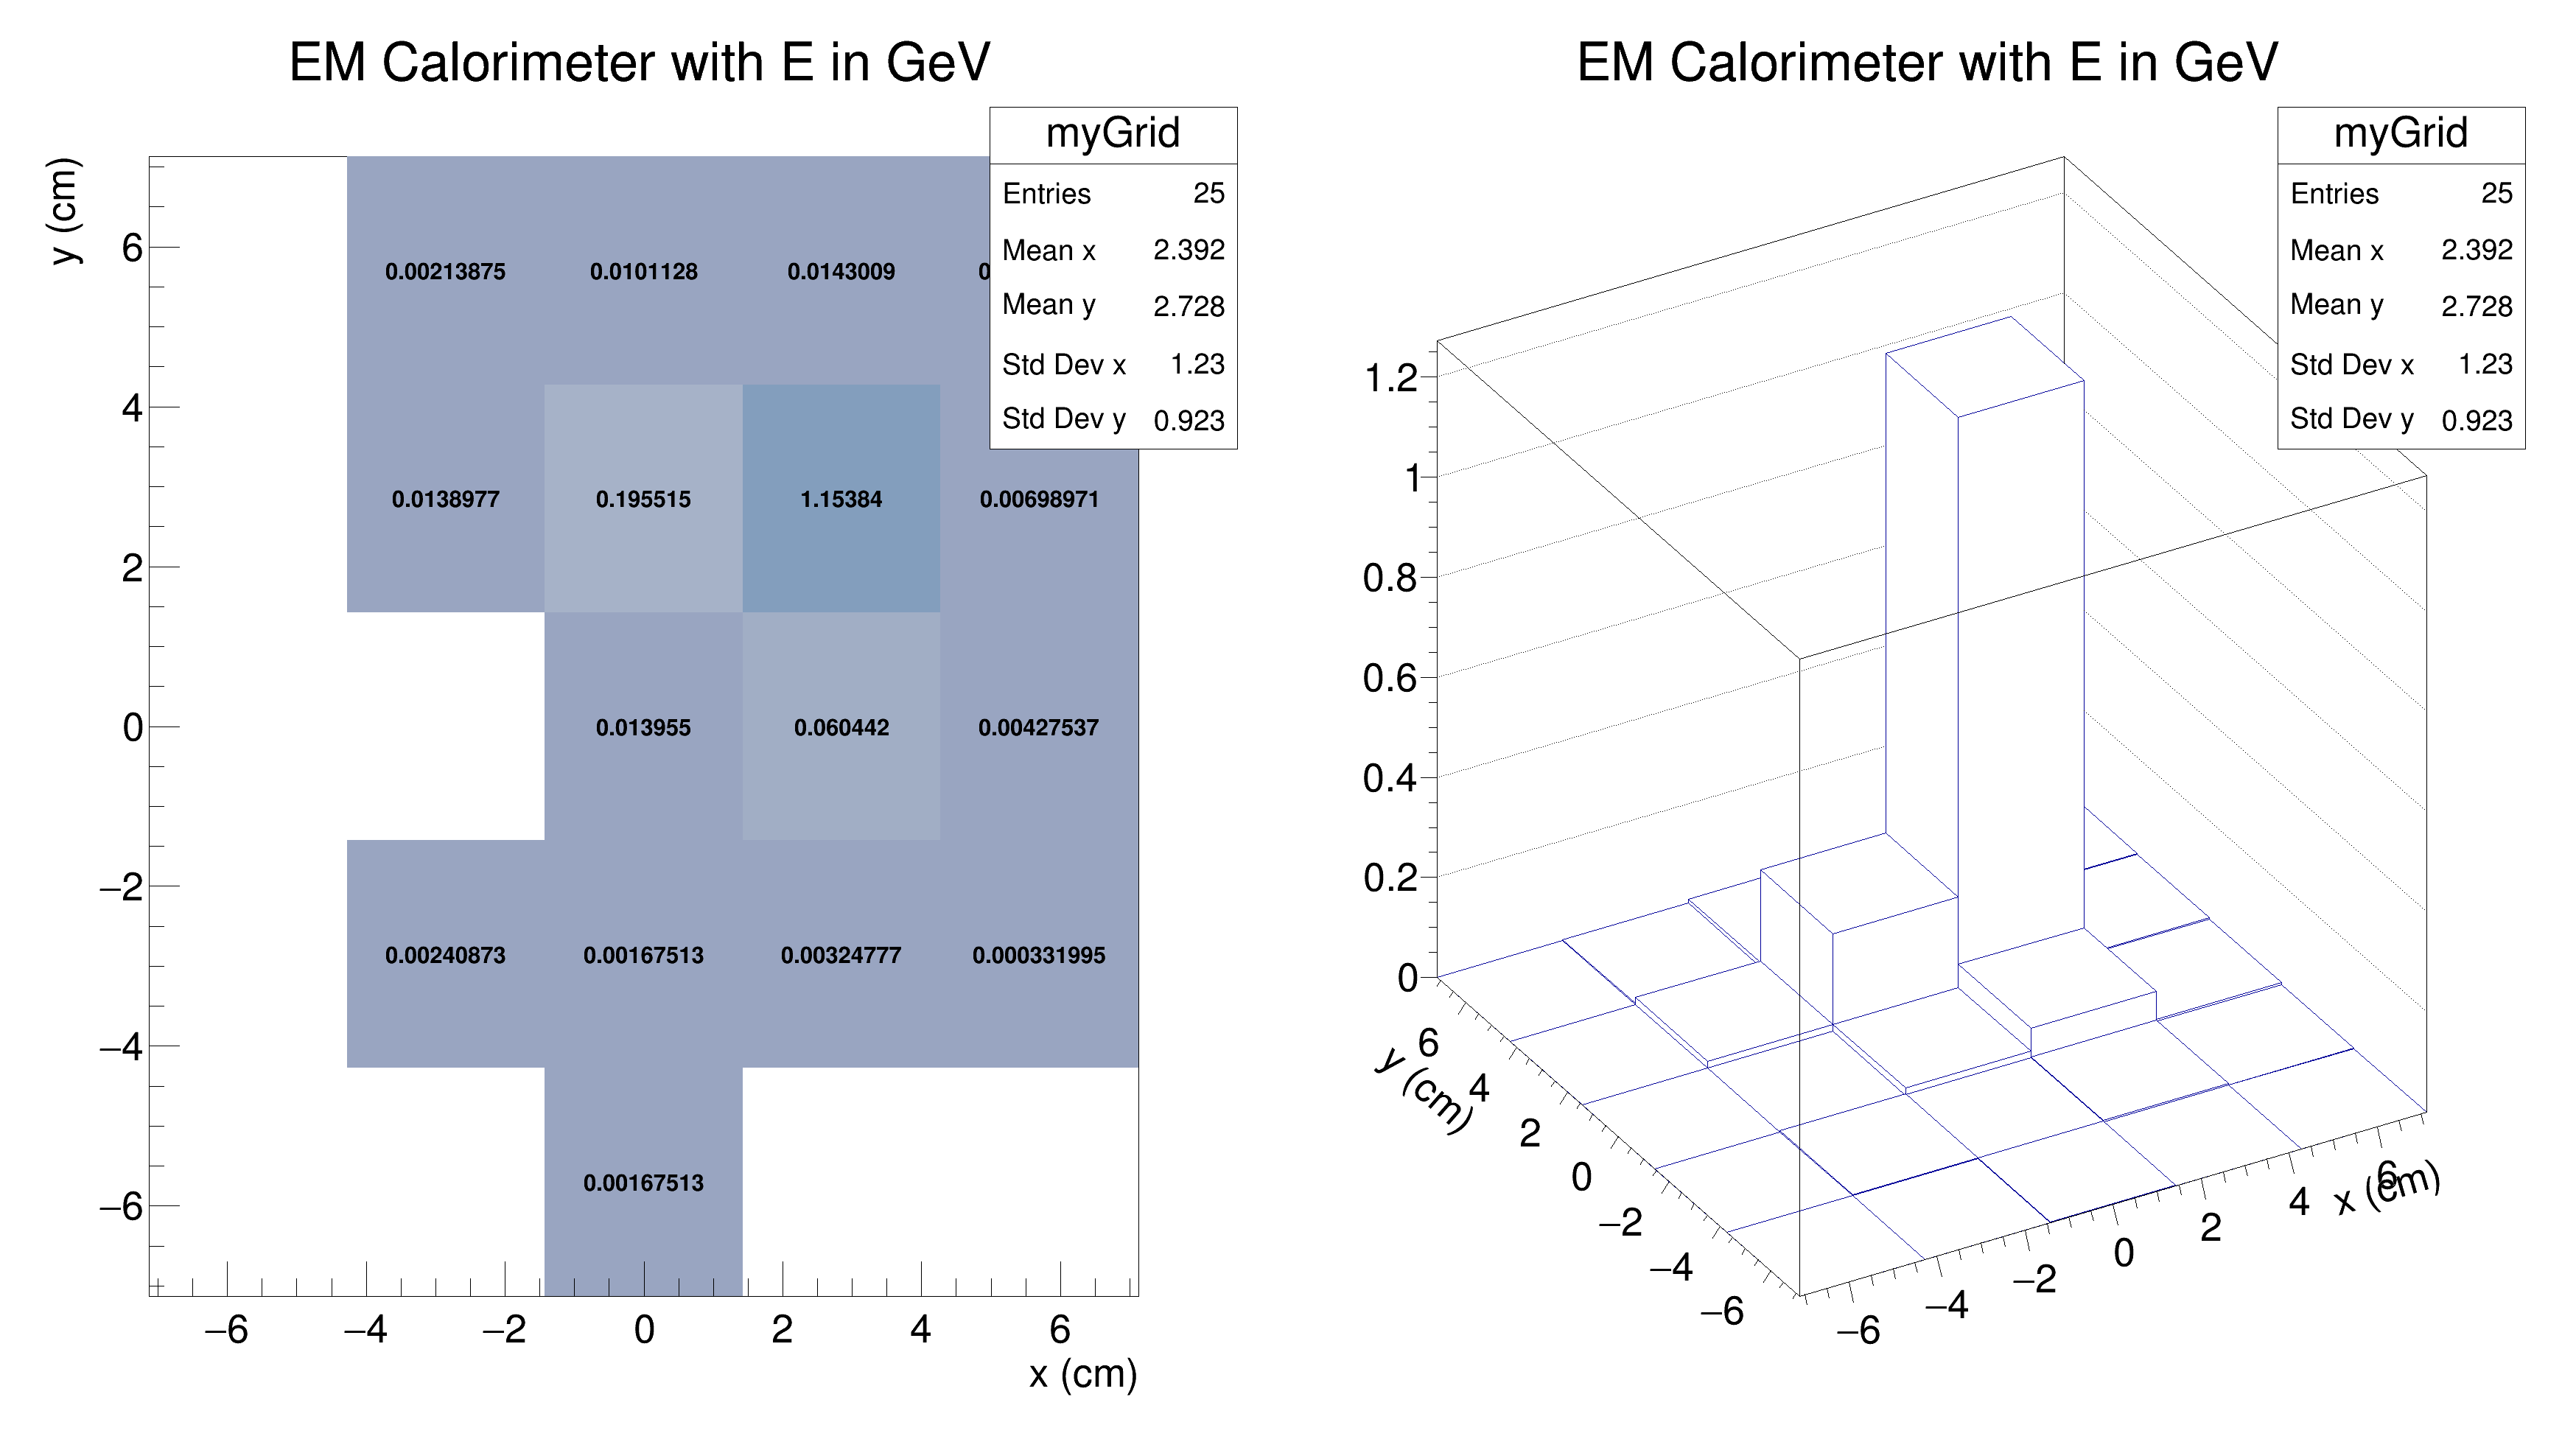 EM Calorimeter with E in GeV
myGrid
Entries 25
Mean x 2.392
Mean y 2.728
Std Dev x 1.23
Std Dev y 0.923
y (cm)
6
4
2
0
−2
−4
−6
0.00213875 0.0101128 0.0143009
0.0138977 0.195515 1.15384 0.00698971
0.013955 0.060442 0.00427537
0.00240873 0.00167513 0.00324777 0.000331995
0.00167513
−6 −4 −2 0 2 4 6
x (cm)
EM Calorimeter with E in GeV
myGrid
Entries 25
Mean x 2.392
Mean y 2.728
Std Dev x 1.23
Std Dev y 0.923
1.2
1
0.8
0.6
0.4
0.2
0
6
4
2
0
−2
−4
−6
y (cm)
−6 −4 −2 0 2 4 6
x (cm)